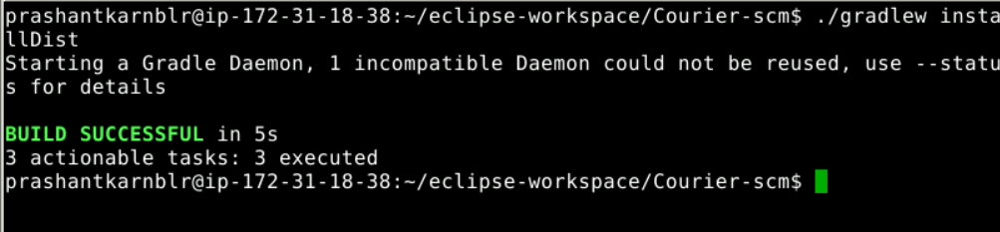 prashantkarnblr@ip-172-31-18-38:~/eclipse-workspace/Courier-scm$ ./gradlew insta
llDist
Starting a Gradle Daemon, 1 incompatible Daemon could not be reused, use --statu
s for details
BUILD SUCCESSFUL in 5s
3 actionable tasks: 3 executed
prashantkarnblr@ip-172-31-18-38:~/eclipse-workspace/Courier-scm$